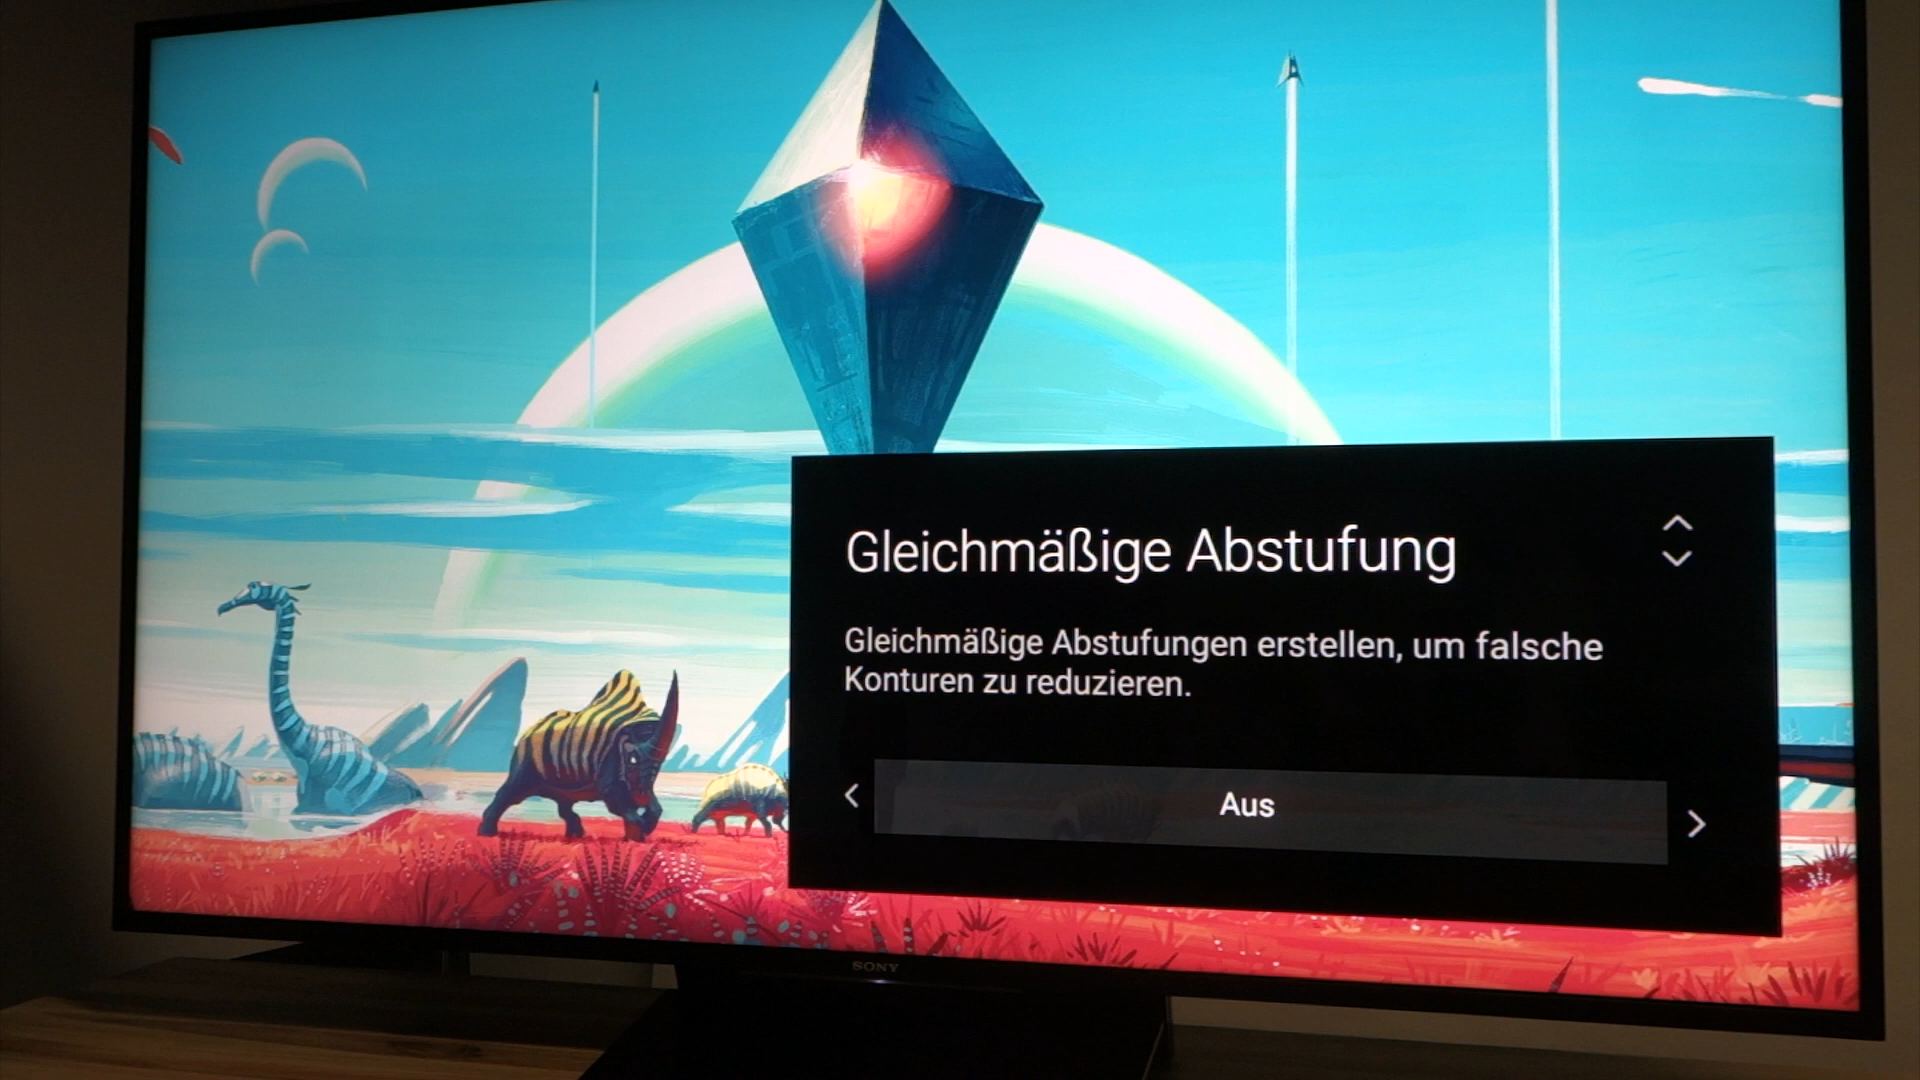 Gleichmäßige Abstufung
Gleichmäßige Abstufungen erstellen, um falsche
Konturen zu reduzieren.
Aus
SONY